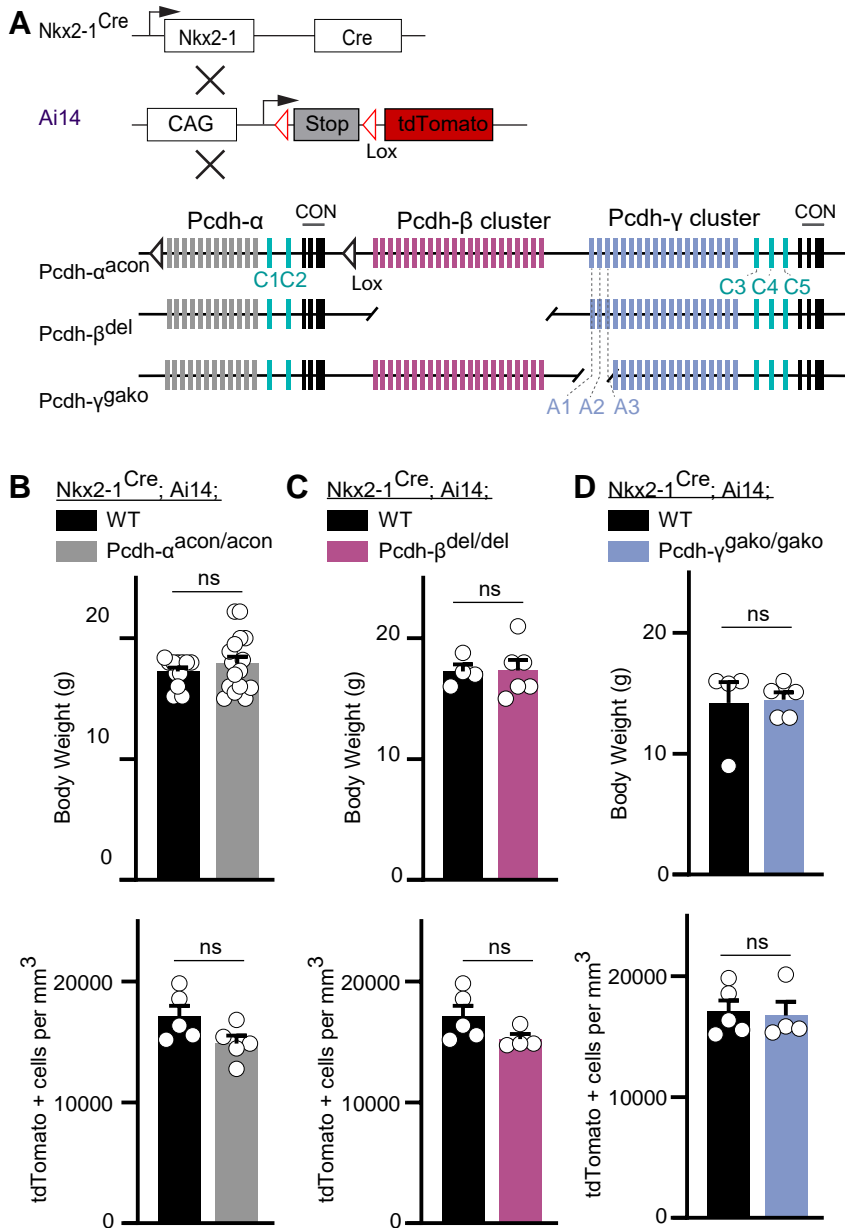 A
Nkx2-1Cre
Nkx2-1
Cre
Ai14
CAG
Stop
tdTomato
Lox
Pcdh-α
CON
Pcdh-β cluster
Pcdh-γ cluster
CON
Pcdh-αacon
C1 C2
Lox
C3 C4 C5
Pcdh-βdel
Pcdh-γgako
A1 A2 A3
B
Nkx2-1Cre; Ai14;
WT
Pcdh-αacon/acon
ns
20
10
0
Body Weight (g)
ns
20000
10000
0
tdTomato + cells per mm3
C
Nkx2-1Cre; Ai14;
WT
Pcdh-βdel/del
ns
20
10
0
Body Weight (g)
ns
20000
10000
0
tdTomato + cells per mm3
D
Nkx2-1Cre; Ai14;
WT
Pcdh-γgako/gako
ns
20
10
0
Body Weight (g)
ns
20000
10000
0
tdTomato + cells per mm3